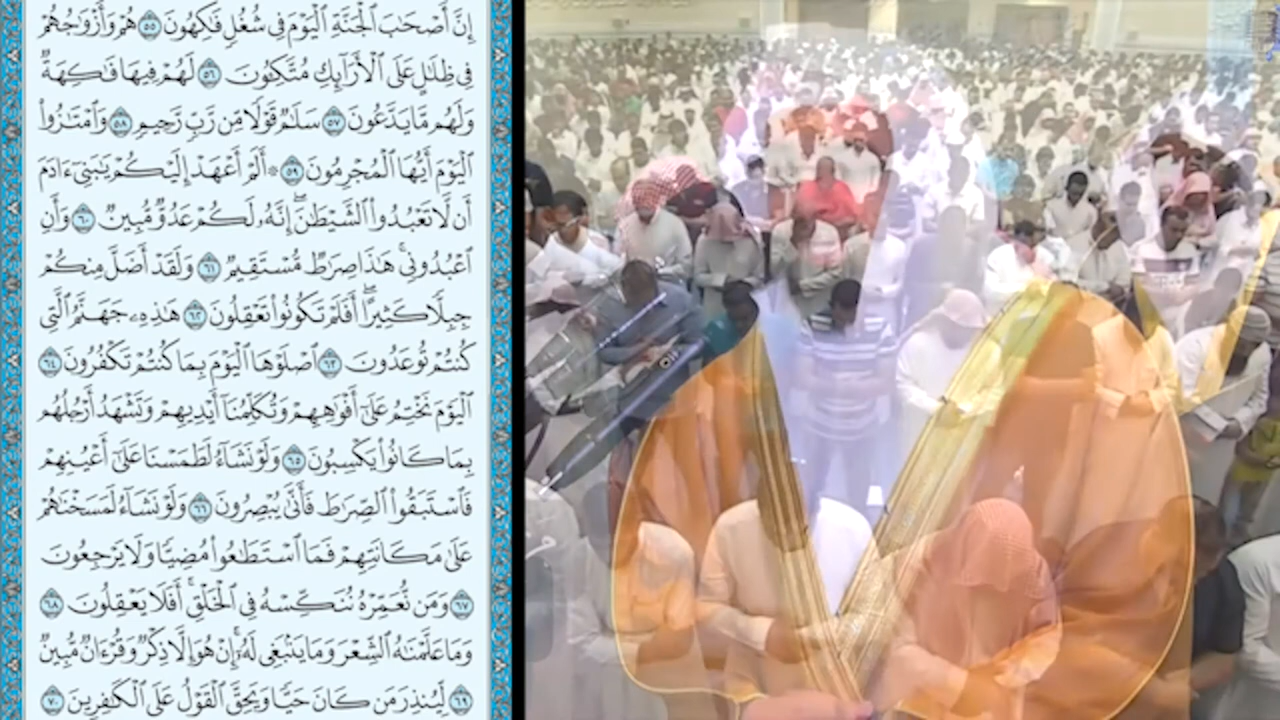 إِنَّ أَصْحَٰبَ ٱلْجَنَّةِ ٱلْيَوْمَ فِى شُغُلٍ فَٰكِهُونَ ٥٥ هُمْ وَأَزْوَٰجُهُمْ
فِى ظِلَٰلٍ عَلَى ٱلْأَرَآئِكِ مُتَّكِـُٔونَ ٥٦ لَهُمْ فِيهَا فَٰكِهَةٌ
وَلَهُم مَّا يَدَّعُونَ ٥٧ سَلَٰمٌ قَوْلًا مِّن رَّبٍّ رَّحِيمٍ ٥٨ وَٱمْتَٰزُوا۟
ٱلْيَوْمَ أَيُّهَا ٱلْمُجْرِمُونَ ٥٩ ۞ أَلَمْ أَعْهَدْ إِلَيْكُمْ يَٰبَنِىٓ ءَادَمَ
أَن لَّا تَعْبُدُوا۟ ٱلشَّيْطَٰنَ ۖ إِنَّهُۥ لَكُمْ عَدُوٌّ مُّبِينٌ ٦٠ وَأَنِ
ٱعْبُدُونِى ۚ هَٰذَا صِرَٰطٌ مُّسْتَقِيمٌ ٦١ وَلَقَدْ أَضَلَّ مِنكُمْ
جِبِلًّا كَثِيرًا ۖ أَفَلَمْ تَكُونُوا۟ تَعْقِلُونَ ٦٢ هَٰذِهِۦ جَهَنَّمُ ٱلَّتِى
كُنتُمْ تُوعَدُونَ ٦٣ ٱصْلَوْهَا ٱلْيَوْمَ بِمَا كُنتُمْ تَكْفُرُونَ ٦٤
ٱلْيَوْمَ نَخْتِمُ عَلَىٰٓ أَفْوَٰهِهِمْ وَتُكَلِّمُنَآ أَيْدِيهِمْ وَتَشْهَدُ أَرْجُلُهُم
بِمَا كَانُوا۟ يَكْسِبُونَ ٦٥ وَلَوْ نَشَآءُ لَطَمَسْنَا عَلَىٰٓ أَعْيُنِهِمْ
فَٱسْتَبَقُوا۟ ٱلصِّرَٰطَ فَأَنَّىٰ يُبْصِرُونَ ٦٦ وَلَوْ نَشَآءُ لَمَسَخْنَٰهُمْ
عَلَىٰ مَكَانَتِهِمْ فَمَا ٱسْتَطَٰعُوا۟ مُضِيًّا وَلَا يَرْجِعُونَ
٦٧ وَمَن نُّعَمِّرْهُ نُنَكِّسْهُ فِى ٱلْخَلْقِ ۖ أَفَلَا يَعْقِلُونَ ٦٨
وَمَا عَلَّمْنَٰهُ ٱلشِّعْرَ وَمَا يَنۢبَغِى لَهُۥٓ ۚ إِنْ هُوَ إِلَّا ذِكْرٌ وَقُرْءَانٌ مُّبِينٌ
٦٩ لِّيُنذِرَ مَن كَانَ حَيًّا وَيَحِقَّ ٱلْقَوْلُ عَلَى ٱلْكَٰفِرِينَ ٧٠